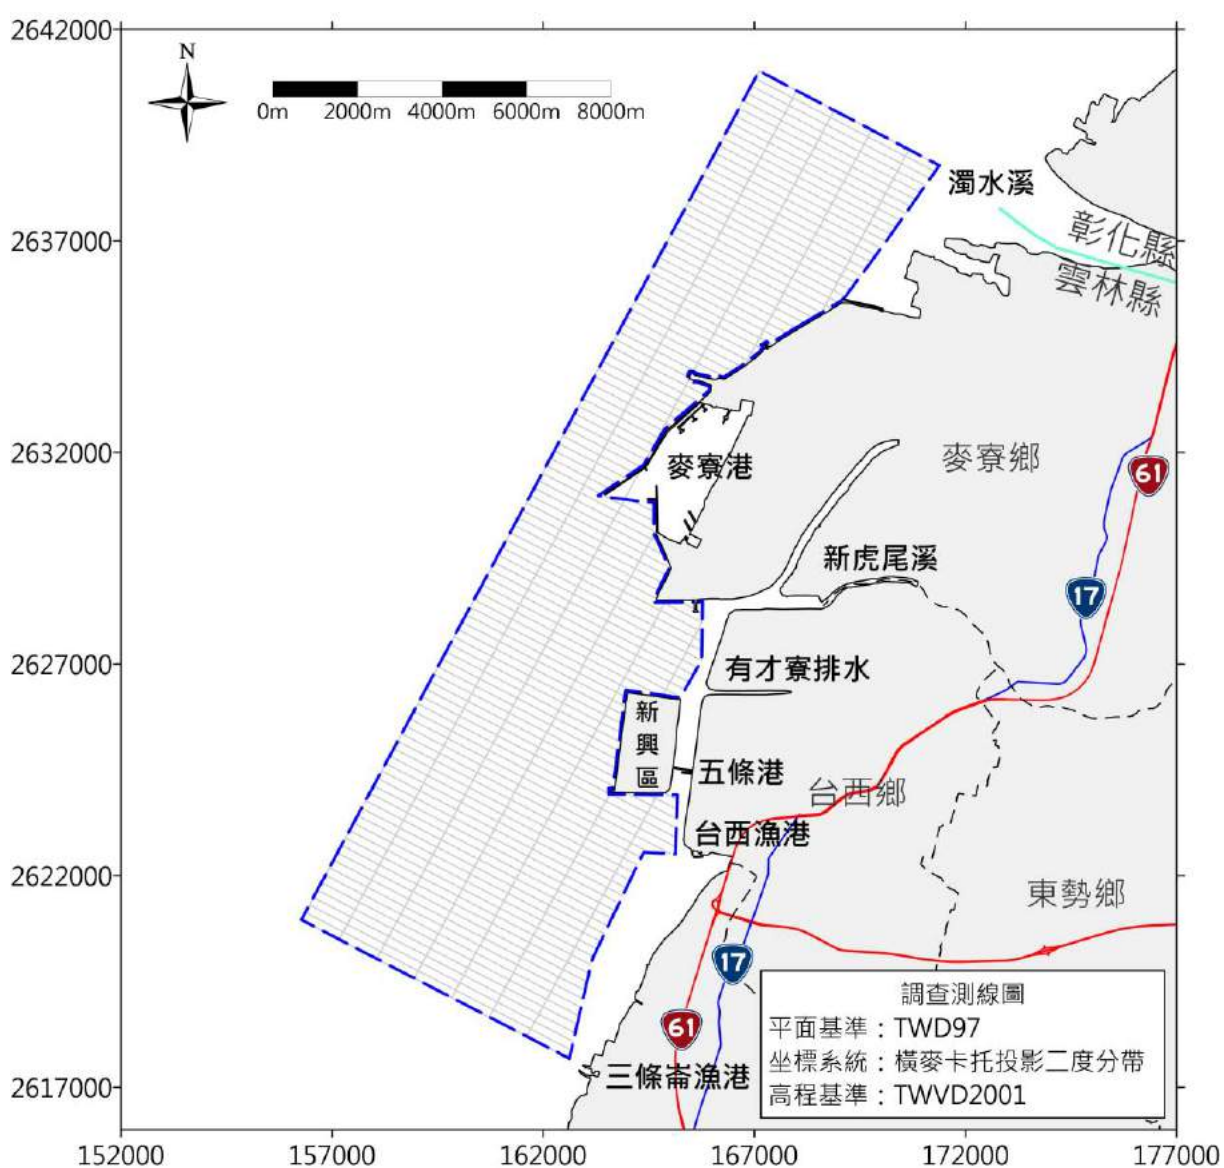 2642000
N
0m 2000m 4000m 6000m 8000m
濁水溪
2637000
彰化縣
雲林縣
2632000
麥寮港
麥寮鄉
61
新虎尾溪
17
2627000
有才寮排水
新興區
五條港
台西鄉
台西漁港
2622000
東勢鄉
17
調查測線圖
61
平面基準：TWD97
坐標系統：橫麥卡托投影二度分帶
三條崙漁港
高程基準：TWVD2001
2617000
152000 157000 162000 167000 172000 177000